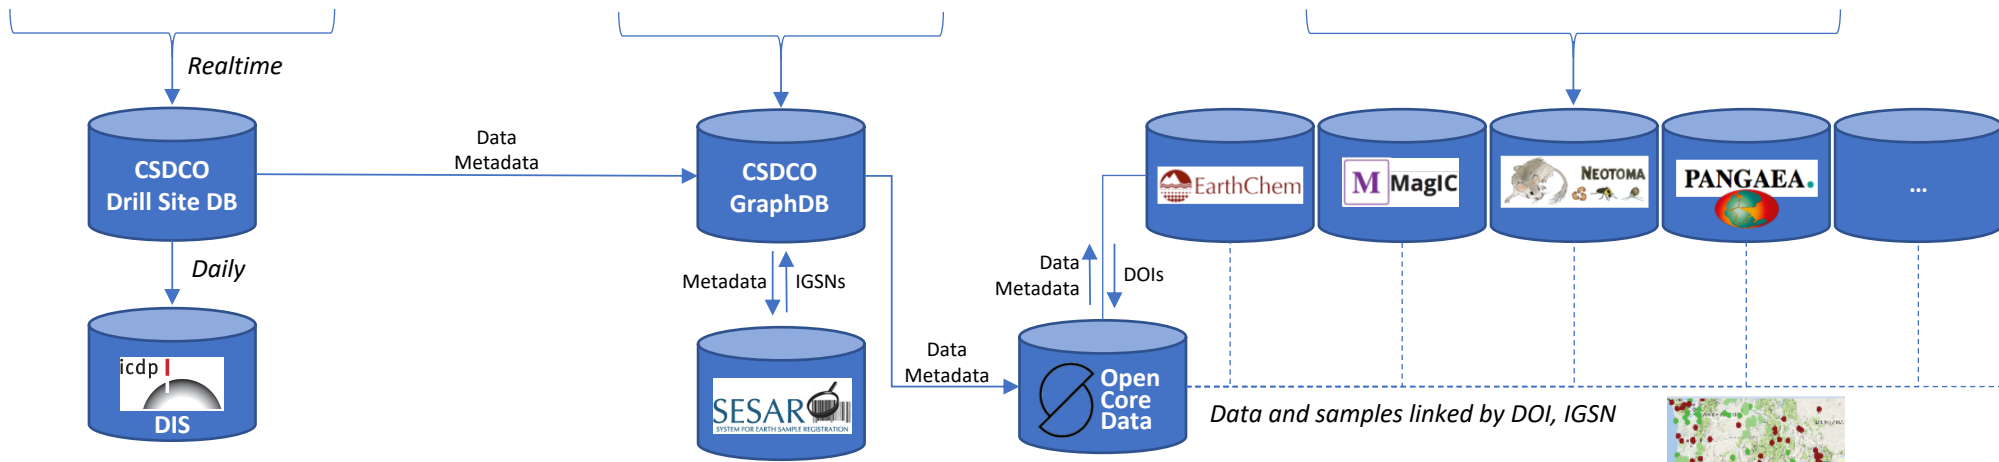 Realtime
CSDCO
Drill Site DB
Daily
icdp
DIS
Data
Metadata
CSDCO
GraphDB
Metadata
IGSNs
SESAR
SYSTEM FOR EARTH SAMPLE REGISTRATION
Data
Metadata
Open
Core
Data
Data
Metadata
DOIs
EarthChem
M MagIC
NEOTOMA
PANGAEA.
...
Data and samples linked by DOI, IGSN